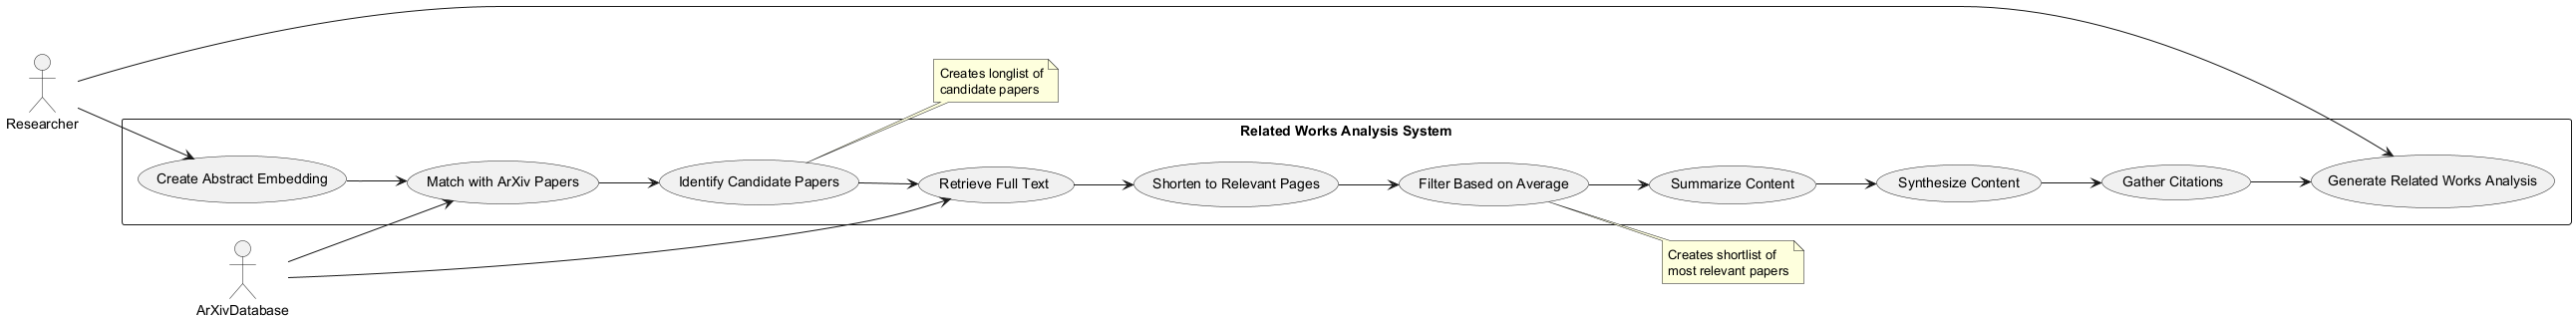 Creates longlist of
candidate papers
Researcher
Related Works Analysis System
Create Abstract Embedding
Match with ArXiv Papers
Identify Candidate Papers
Retrieve Full Text
Shorten to Relevant Pages
Filter Based on Average
Summarize Content
Synthesize Content
Gather Citations
Generate Related Works Analysis
Creates shortlist of
most relevant papers
ArXivDatabase